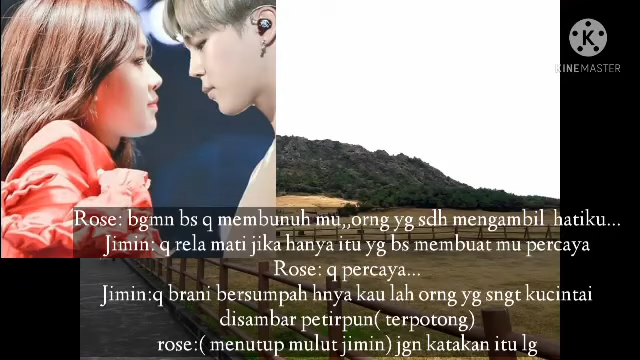 KINEMASTER
Rose: bgmn bs q membunuh mu,,orng yg sdh mengambil hatiku...
Jimin: q rela mati jika hanya itu yg bs membuat mu percaya
Rose: q percaya...
Jimin:q brani bersumpah hnya kau lah orng yg sngt kucintai
disambar petirpun( terpotong)
rose:( menutup mulut jimin) jgn katakan itu lg